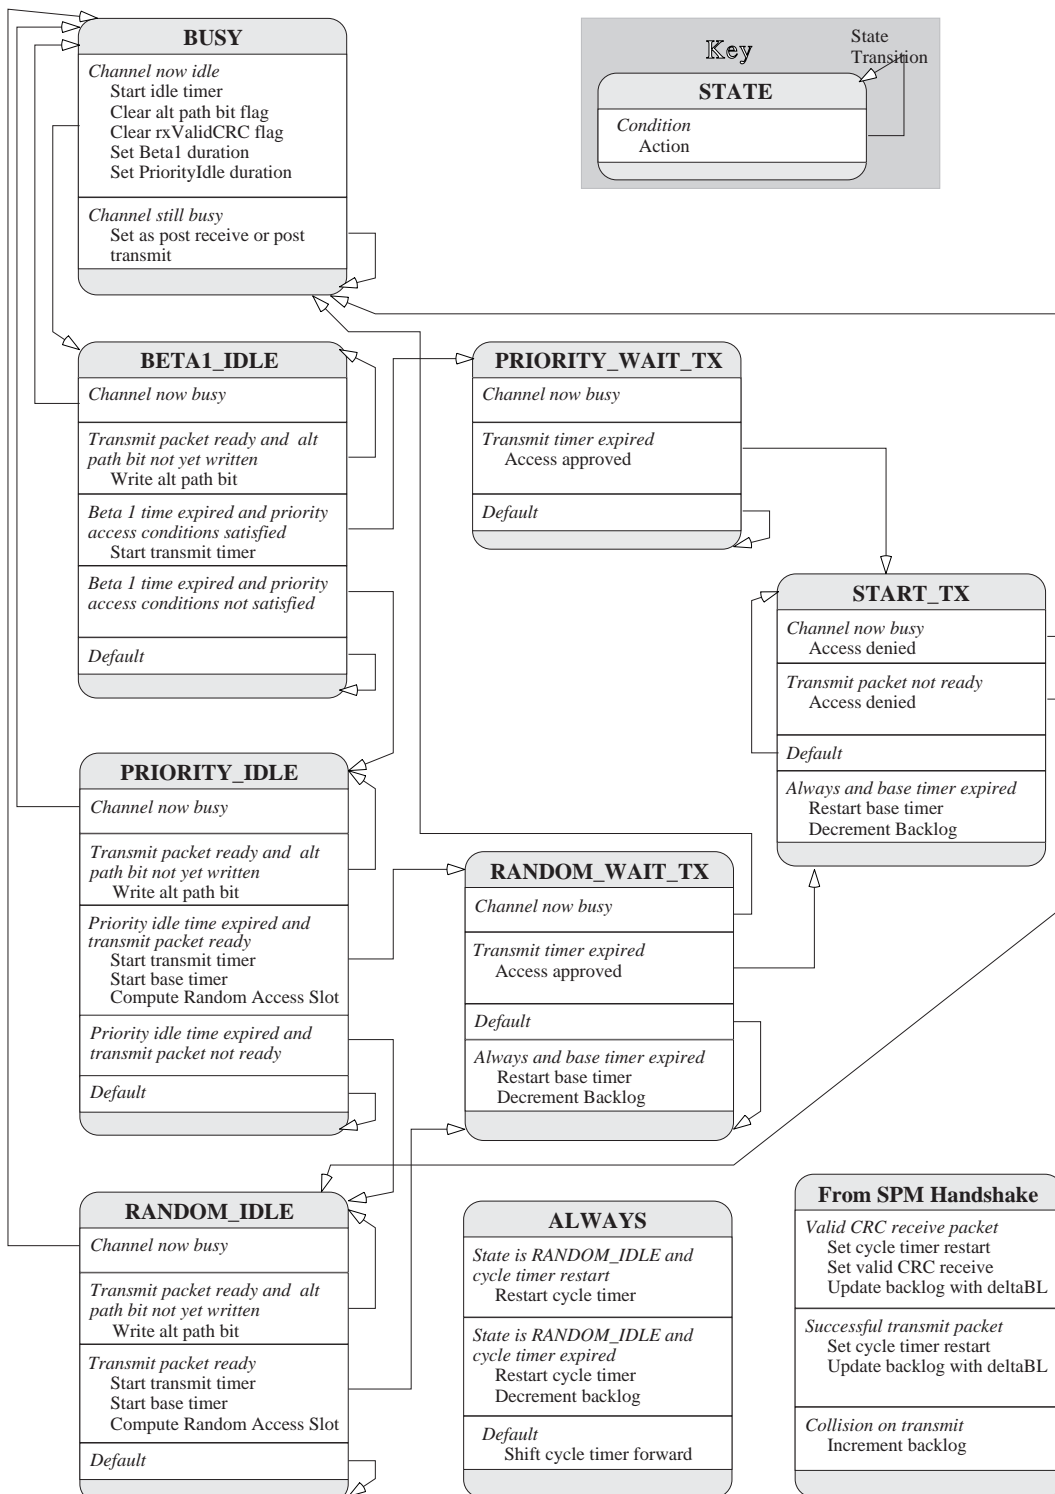 BUSY
Channel now idle
Start idle timer
Clear alt path bit flag
Clear rxValidCRC flag
Set Beta1 duration
Set PriorityIdle duration
Channel still busy
Set as post receive or post
transmit
Key
State
Transition
STATE
Condition
Action
BETA1_IDLE
Channel now busy
Transmit packet ready and alt
path bit not yet written
Write alt path bit
Beta 1 time expired and priority
access conditions satisfied
Start transmit timer
Beta 1 time expired and priority
access conditions not satisfied
Default
PRIORITY_WAIT_TX
Channel now busy
Transmit timer expired
Access approved
Default
START_TX
Channel now busy
Access denied
Transmit packet not ready
Access denied
Default
Always and base timer expired
Restart base timer
Decrement Backlog
PRIORITY_IDLE
Channel now busy
Transmit packet ready and alt
path bit not yet written
Write alt path bit
Priority idle time expired and
transmit packet ready
Start transmit timer
Start base timer
Compute Random Access Slot
Priority idle time expired and
transmit packet not ready
Default
RANDOM_WAIT_TX
Channel now busy
Transmit timer expired
Access approved
Default
Always and base timer expired
Restart base timer
Decrement Backlog
RANDOM_IDLE
Channel now busy
Transmit packet ready and alt
path bit not yet written
Write alt path bit
Transmit packet ready
Start transmit timer
Start base timer
Compute Random Access Slot
Default
ALWAYS
State is RANDOM_IDLE and
cycle timer restart
Restart cycle timer
State is RANDOM_IDLE and
cycle timer expired
Restart cycle timer
Decrement backlog
Default
Shift cycle timer forward
From SPM Handshake
Valid CRC receive packet
Set cycle timer restart
Set valid CRC receive
Update backlog with deltaBL
Successful transmit packet
Set cycle timer restart
Update backlog with deltaBL
Collision on transmit
Increment backlog